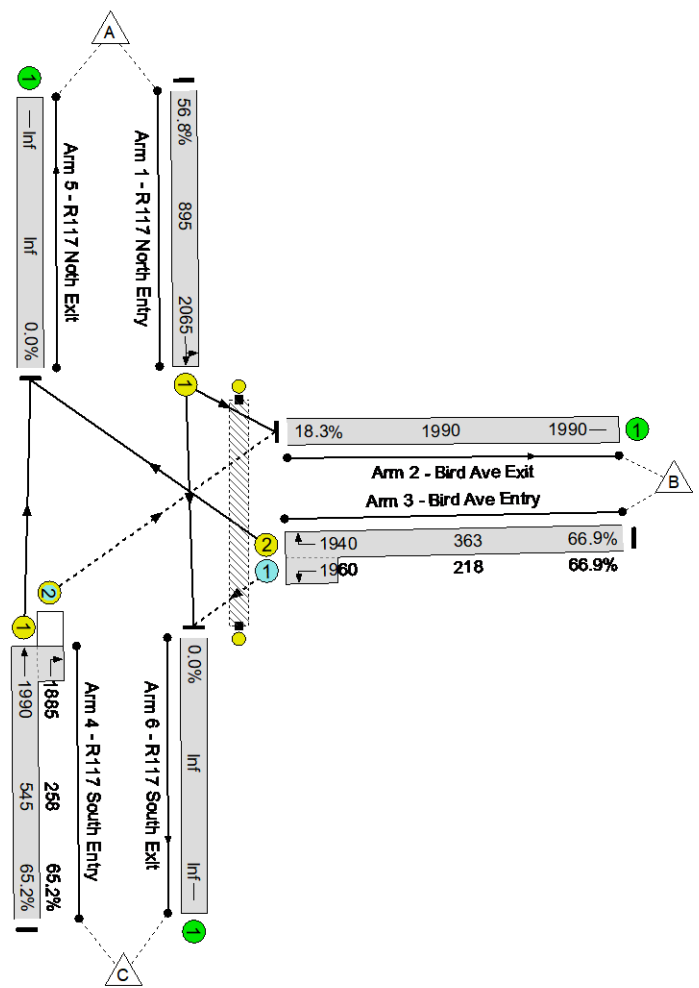 A
1
Inf
Inf
0.0%
Arm 5 - R117 Noth Exit
Arm 1 - R117 North Entry
56.8%
895
2065
1
18.3% 1990 1990
1
Arm 2 - Bird Ave Exit
B
Arm 3 - Bird Ave Entry
2
1940 363 66.9%
1
1960 218 66.9%
2
1
1990
545
65.2%
1885
258
65.2%
Arm 4 - R117 South Entry
Arm 6 - R117 South Exit
0.0%
Inf
Inf
1
C